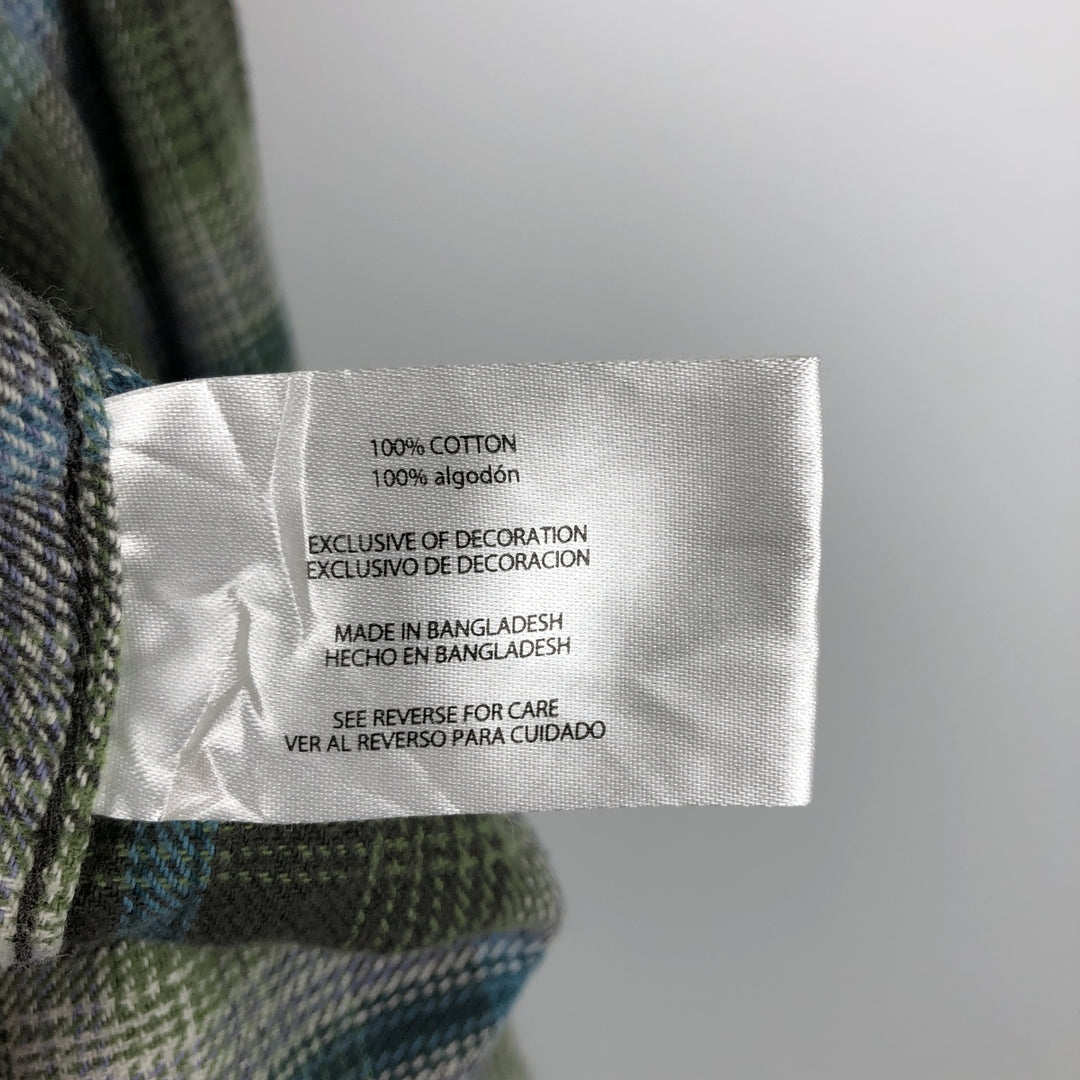 100% COTTON
100% algodón
EXCLUSIVE OF DECORATION
EXCLUSIVO DE DECORACION
MADE IN BANGLADESH
HECHO EN BANGLADESH
SEE REVERSE FOR CARE
VER AL REVERSO PARA CUIDADO